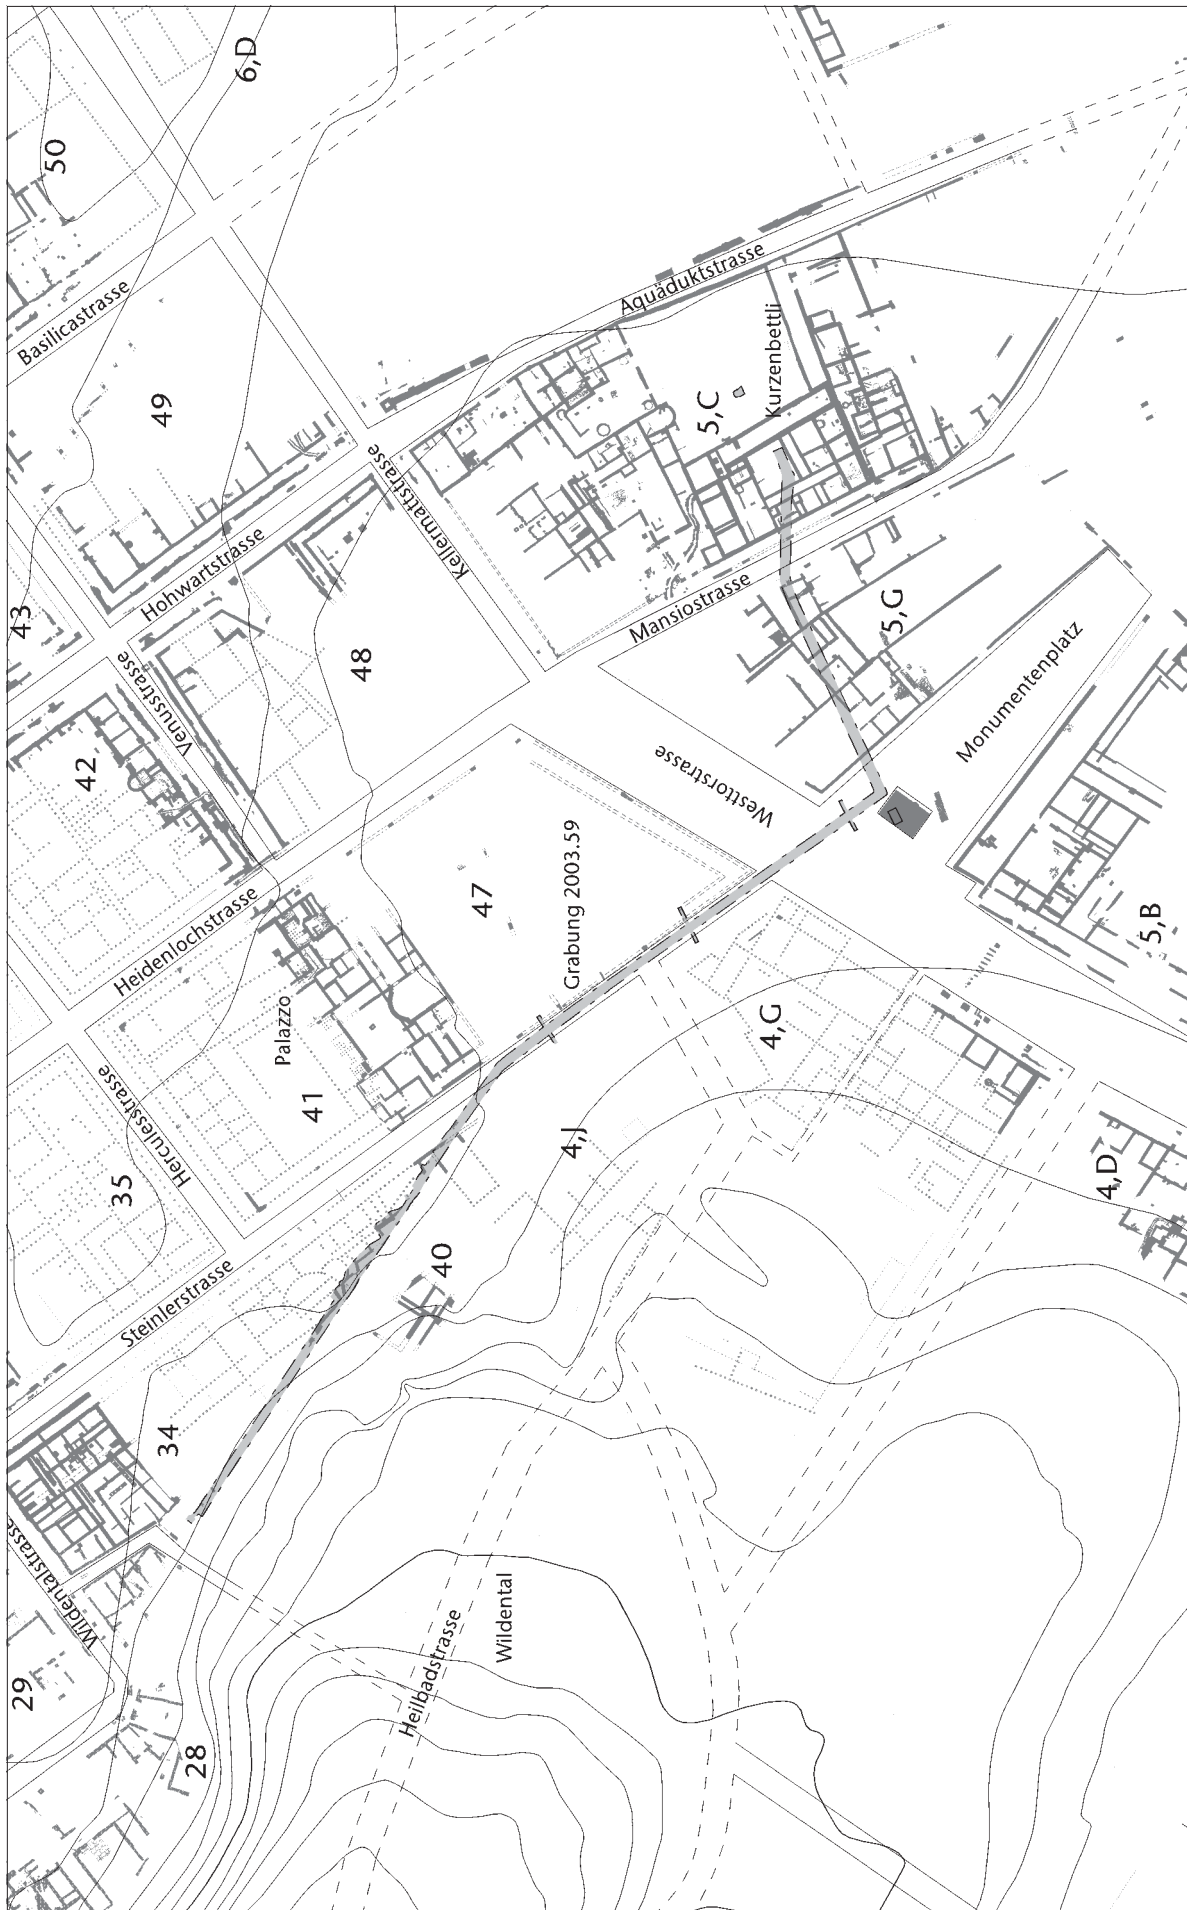 6,D
50
Basilicastrasse
49
Aquäduktstrasse
Kurzenbettli
5,C
Kellermattstrasse
Hohwartstrasse
43
Venusstrasse
48
Mansiostrasse
5,G
Monumentenplatz
42
Westtorstrasse
Heidenlochstrasse
47
Grabung 2003.59
5,B
Palazzo
41
Herculesstrasse
35
4,G
4,J
4,D
40
Steinlerstrasse
34
Wildentalstrasse
29
28
Heilbadstrasse
Wildental